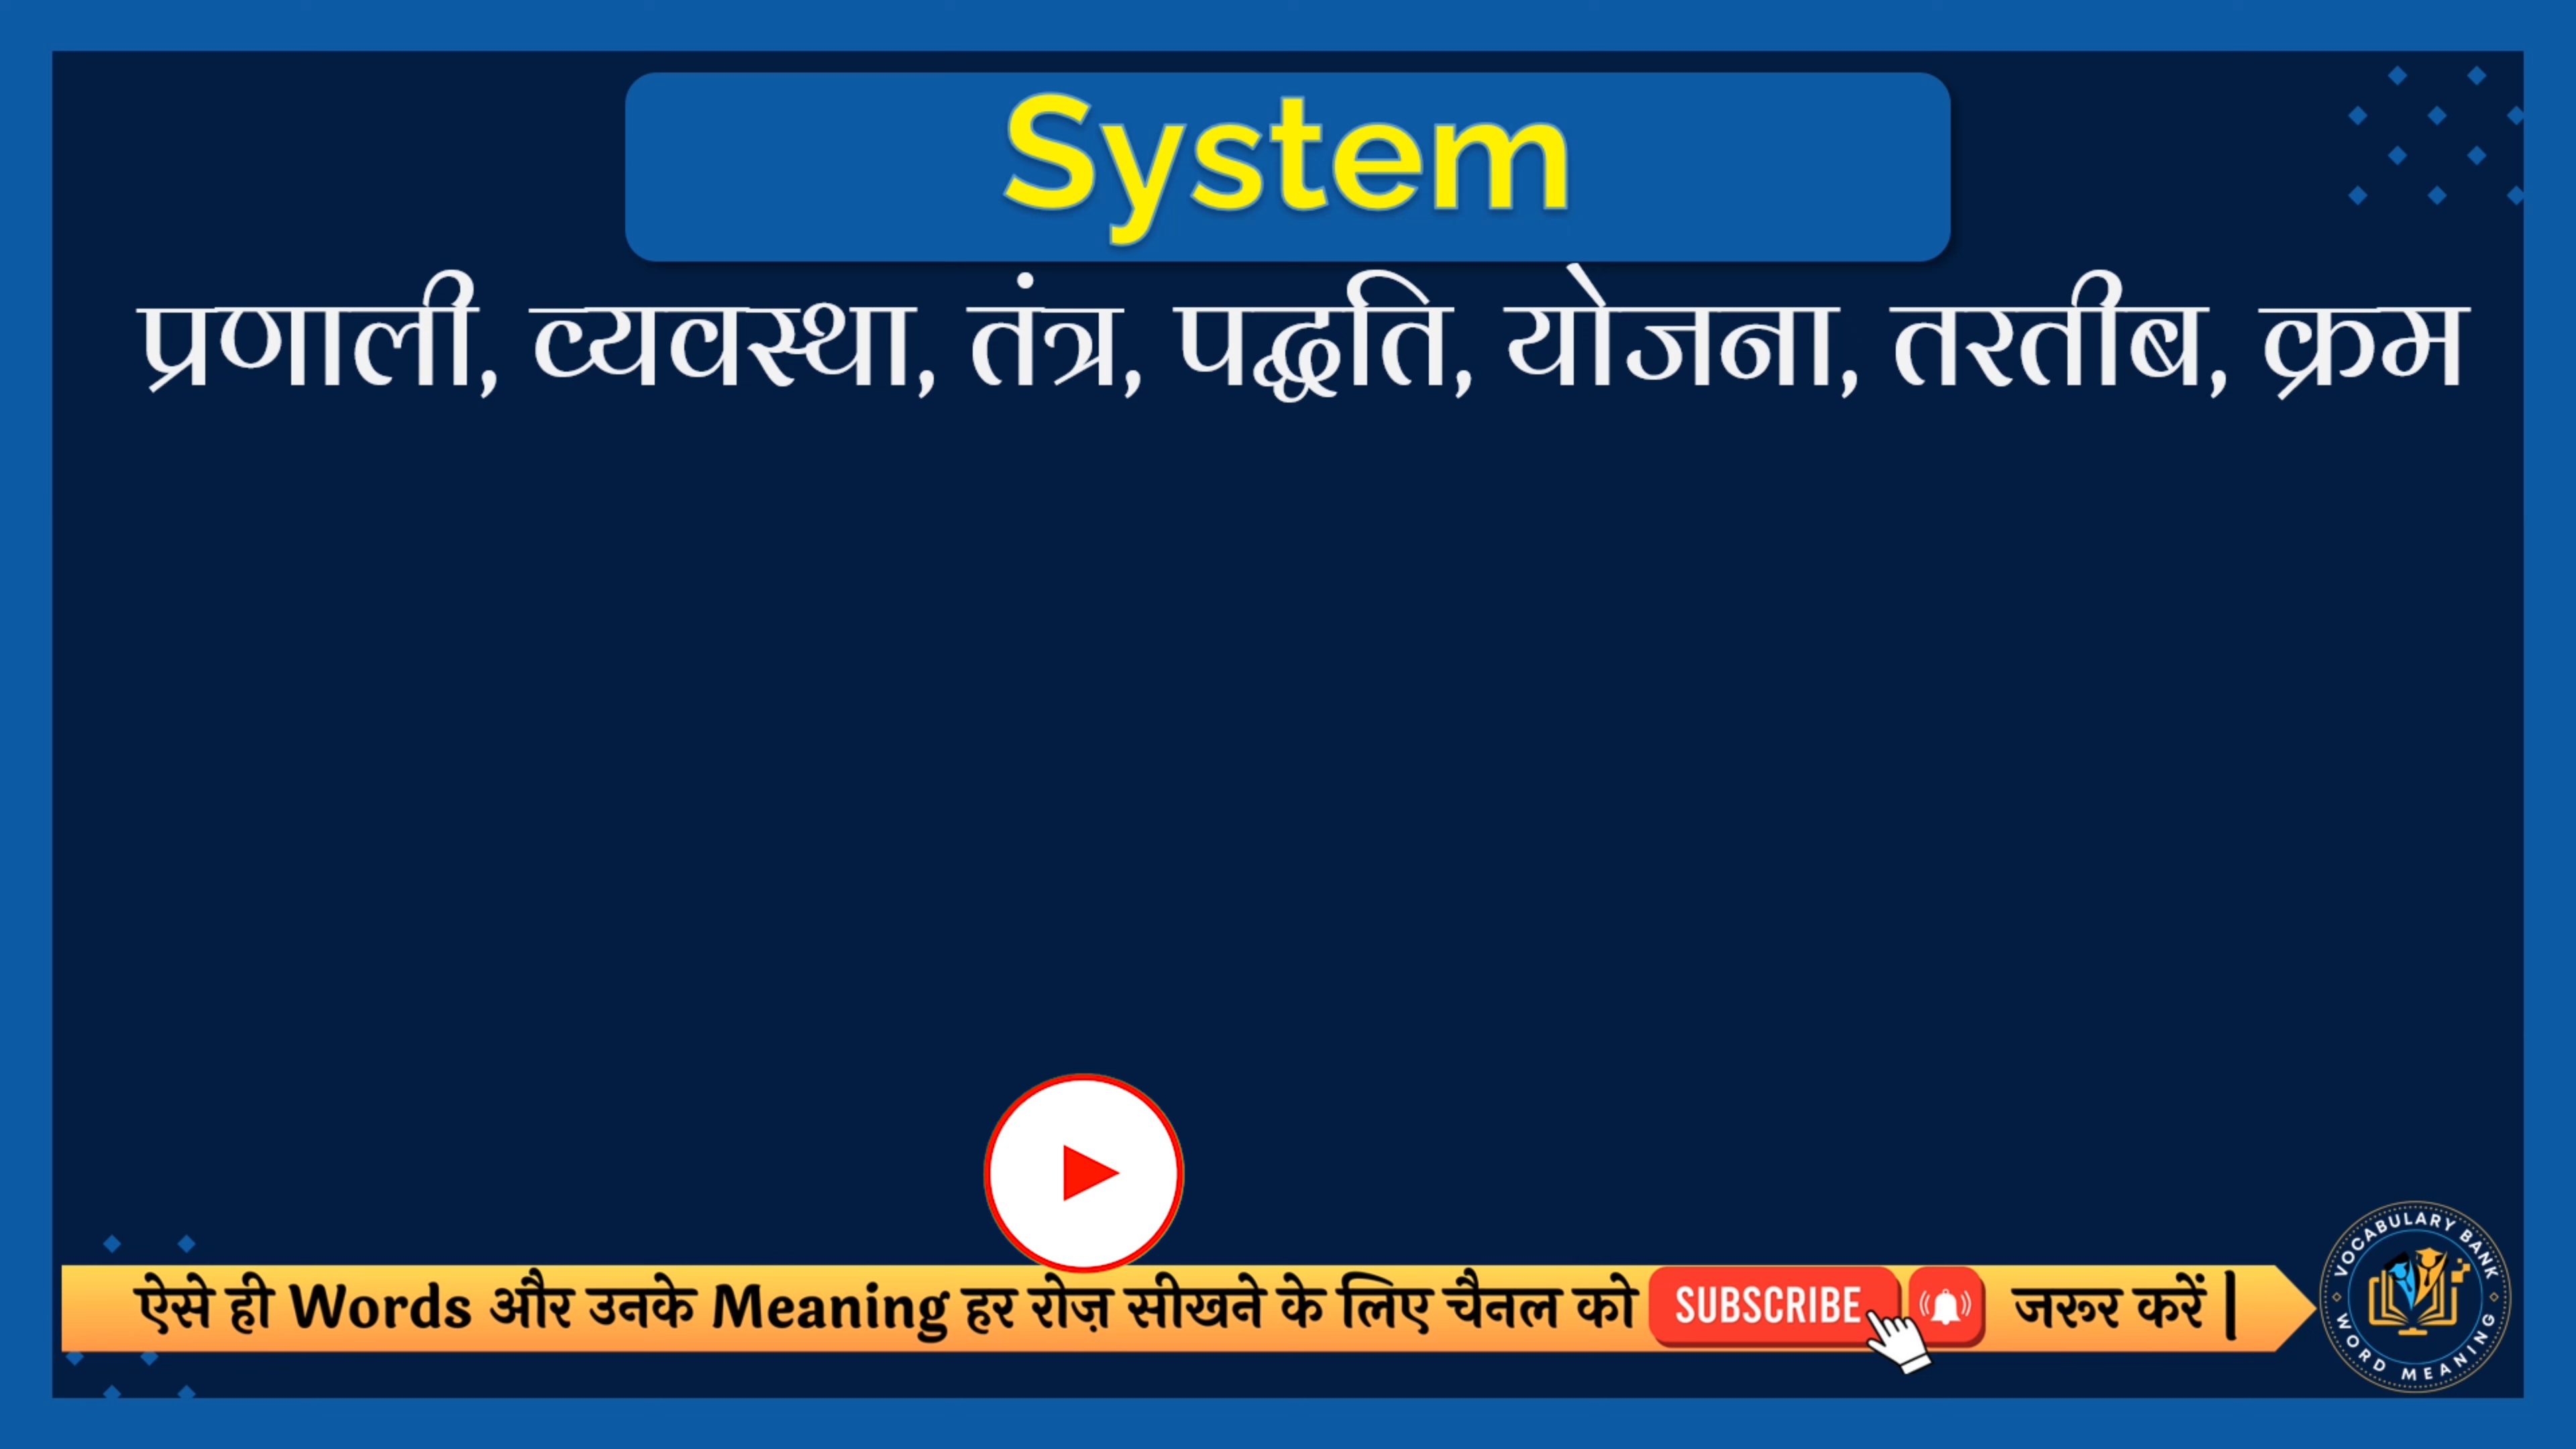 System
प्रणाली, व्यवस्था, तंत्र, पद्धति, योजना, तरतीब, क्रम
ऐसे ही Words और उनके Meaning हर रोज़ सीखने के लिए चैनल को SUBSCRIBE जरूर करें |
VOCABULARY BANK
WORD MEANING